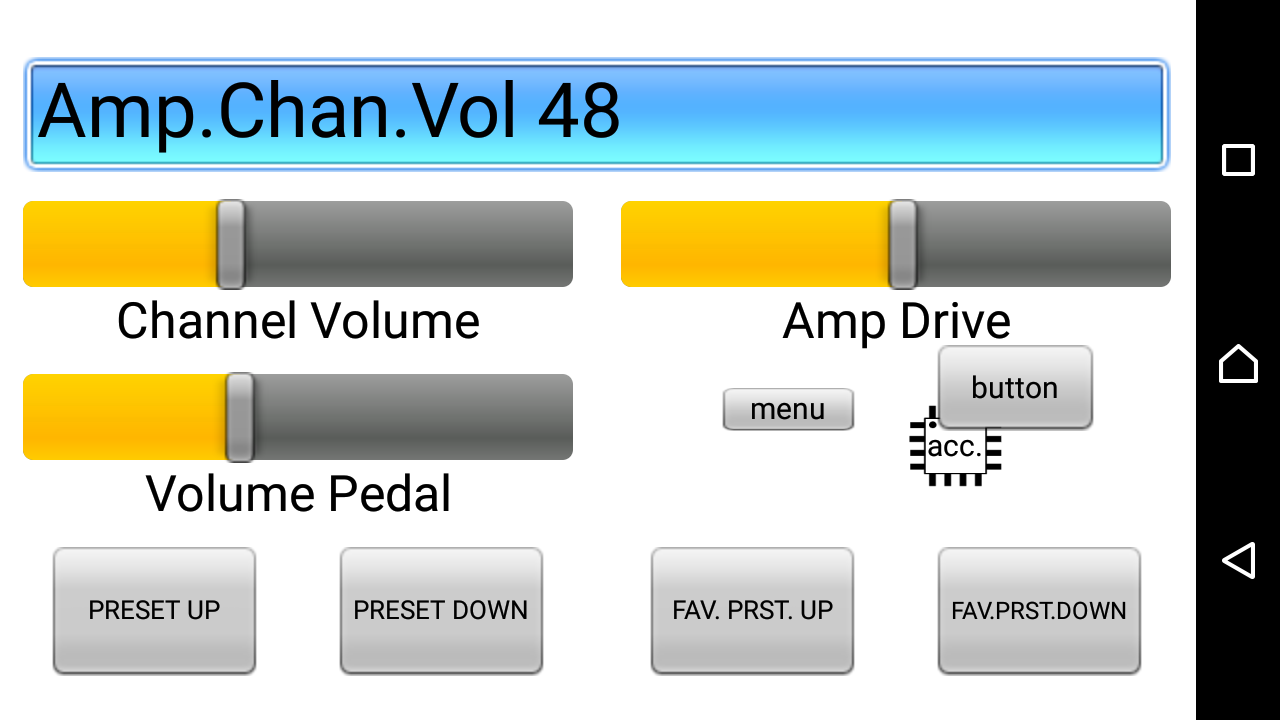 Amp.Chan.Vol 48
Channel Volume
Amp Drive
button
menu
acc.
Volume Pedal
PRESET UP
PRESET DOWN
FAV. PRST. UP
FAV.PRST.DOWN